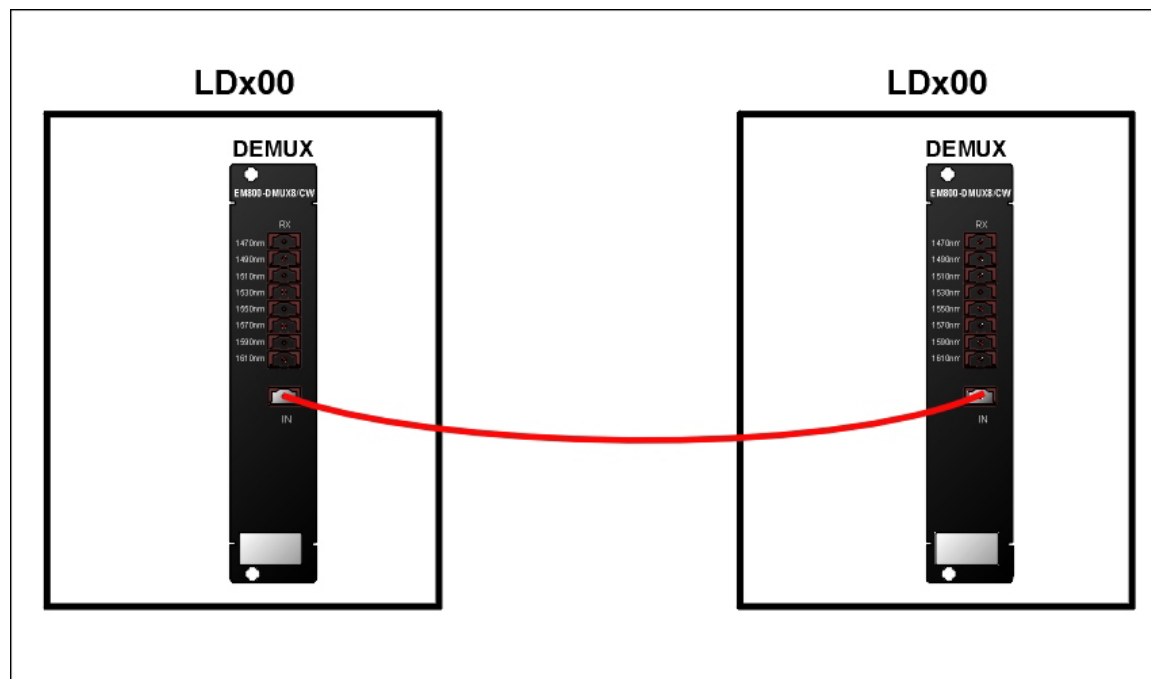 LDx00
DEMUX
EM800-DMUX8/CW
RX
1470nm
1490nm
1510nm
1530nm
1550nm
1570nm
1590nm
1610nm
IN
LDx00
DEMUX
EM800-DMUX8/CW
RX
1470nm
1490nm
1510nm
1530nm
1550nm
1570nm
1590nm
1610nm
IN